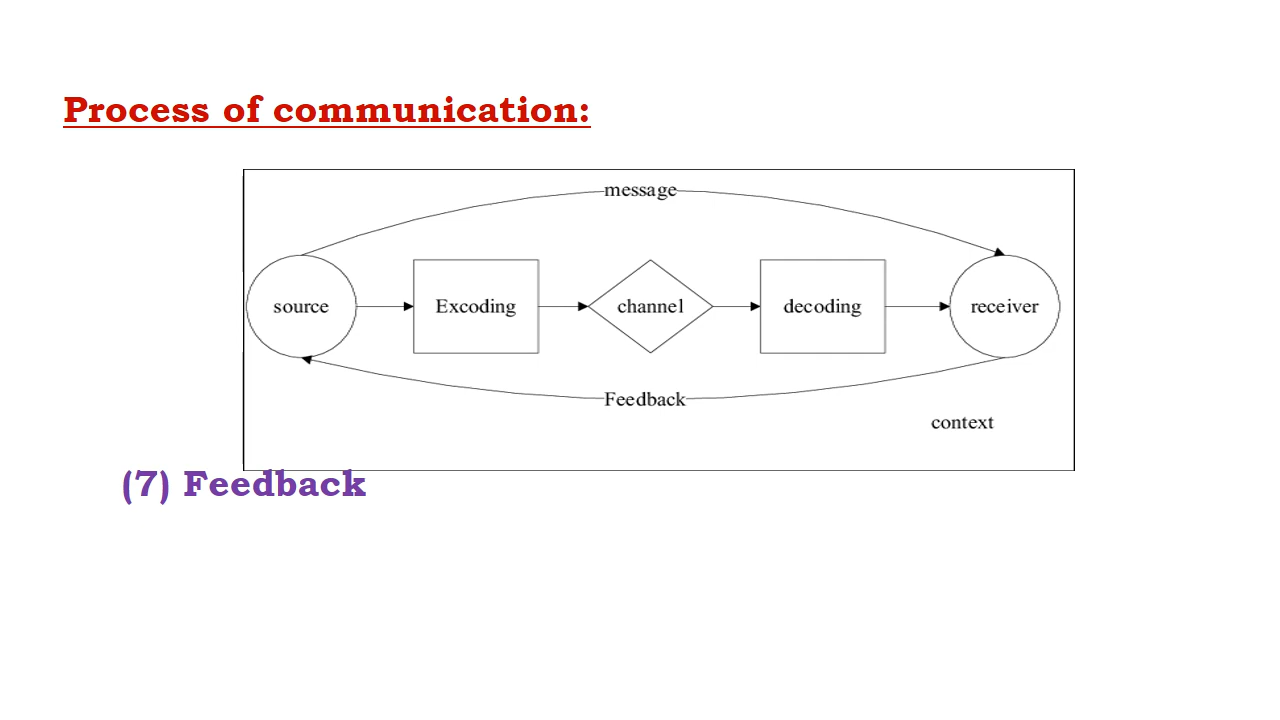 Process of communication:
message
source
Excoding
channel
decoding
receiver
Feedback
context
(7) Feedback